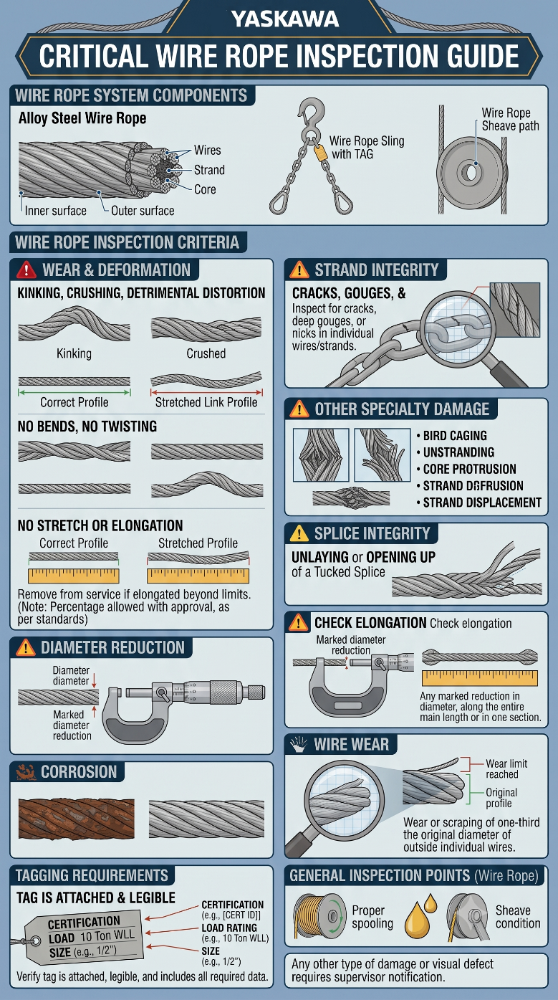 YASKAWA
CRITICAL WIRE ROPE INSPECTION GUIDE
WIRE ROPE SYSTEM COMPONENTS
Alloy Steel Wire Rope
Wires
Strand
Core
Inner surface
Outer surface
Wire Rope Sling
with TAG
Wire Rope
Sheave path
WIRE ROPE INSPECTION CRITERIA
WEAR & DEFORMATION
KINKING, CRUSHING, DETRIMENTAL DISTORTION
Kinking
Crushed
Correct Profile
Stretched Link Profile
NO BENDS, NO TWISTING
NO STRETCH OR ELONGATION
Correct Profile
Stretched Profile
Remove from service if elongated beyond limits.
(Note: Percentage allowed with approval, as
per standards)
DIAMETER REDUCTION
Diameter
diameter
Marked
diameter
reduction
CORROSION
TAGGING REQUIREMENTS
TAG IS ATTACHED & LEGIBLE
CERTIFICATION
LOAD 10 Ton WLL
SIZE (e.g., 1/2")
CERTIFICATION
(e.g., [CERT ID]]
LOAD RATING
(e.g., 10 Ton WLL)
SIZE
(e.g., 1/2")
Verify tag is attached, legible, and includes all required data.
STRAND INTEGRITY
CRACKS, GOUGES, &
Inspect for cracks,
deep gouges, or
nicks in individual
wires/strands.
OTHER SPECIALTY DAMAGE
• BIRD CAGING
• UNSTRANDING
• CORE PROTRUSION
• STRAND
• STRAND DISPLACEMENT
SPLICE INTEGRITY
UNLAYING or OPENING UP
of a Tucked Splice
CHECK ELONGATION Check elongation
Marked diameter
reduction
Any marked reduction in
diameter, along the entire
main length or in one section.
WIRE WEAR
Wear limit
reached
Original
profile
Wear or scraping of one-third
the original diameter of
outside individual wires.
GENERAL INSPECTION POINTS (Wire Rope)
Proper
spooling
Sheave
condition
Any other type of damage or visual defect
requires supervisor notification.